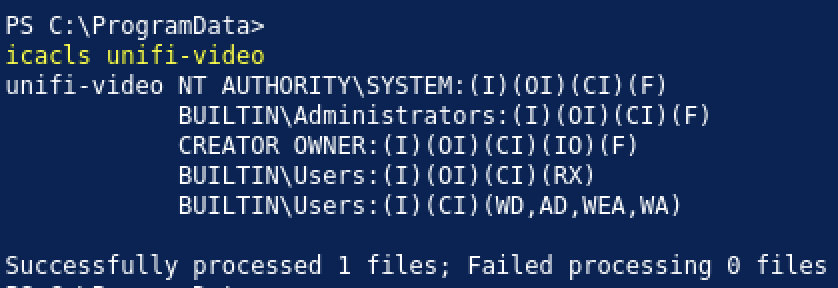 PS C:\ProgramData>
icacls unifi-video
unifi-video NT AUTHORITY\SYSTEM:(I)(OI)(CI)(F)
BUILTIN\Administrators:(I)(OI)(CI)(F)
CREATOR OWNER:(I)(OI)(CI)(IO)(F)
BUILTIN\Users:(I)(OI)(CI)(RX)
BUILTIN\Users:(I)(CI)(WD,AD,WEA,WA)
Successfully processed 1 files; Failed processing 0 files